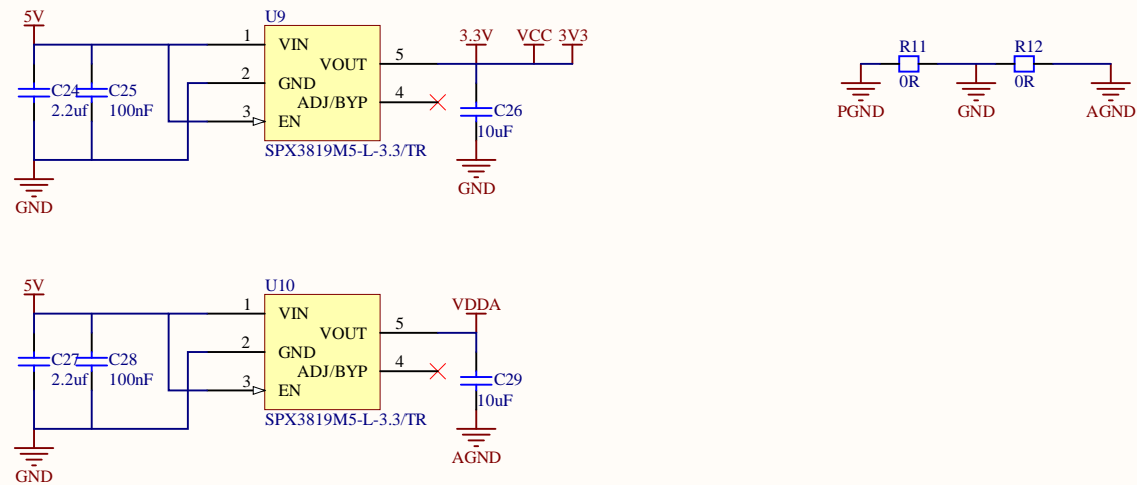 5V
U9
1
VIN
VOUT
5
2
GND
ADJ/BYP
4
3
EN
SPX3819M5-L-3.3/TR
C24
2.2uf
C25
100nF
GND
3.3V
VCC
3V3
C26
10uF
GND
R11
0R
R12
0R
PGND
GND
AGND
5V
U10
1
VIN
VOUT
5
2
GND
ADJ/BYP
4
3
EN
SPX3819M5-L-3.3/TR
C27
2.2uf
C28
100nF
GND
VDDA
C29
10uF
AGND